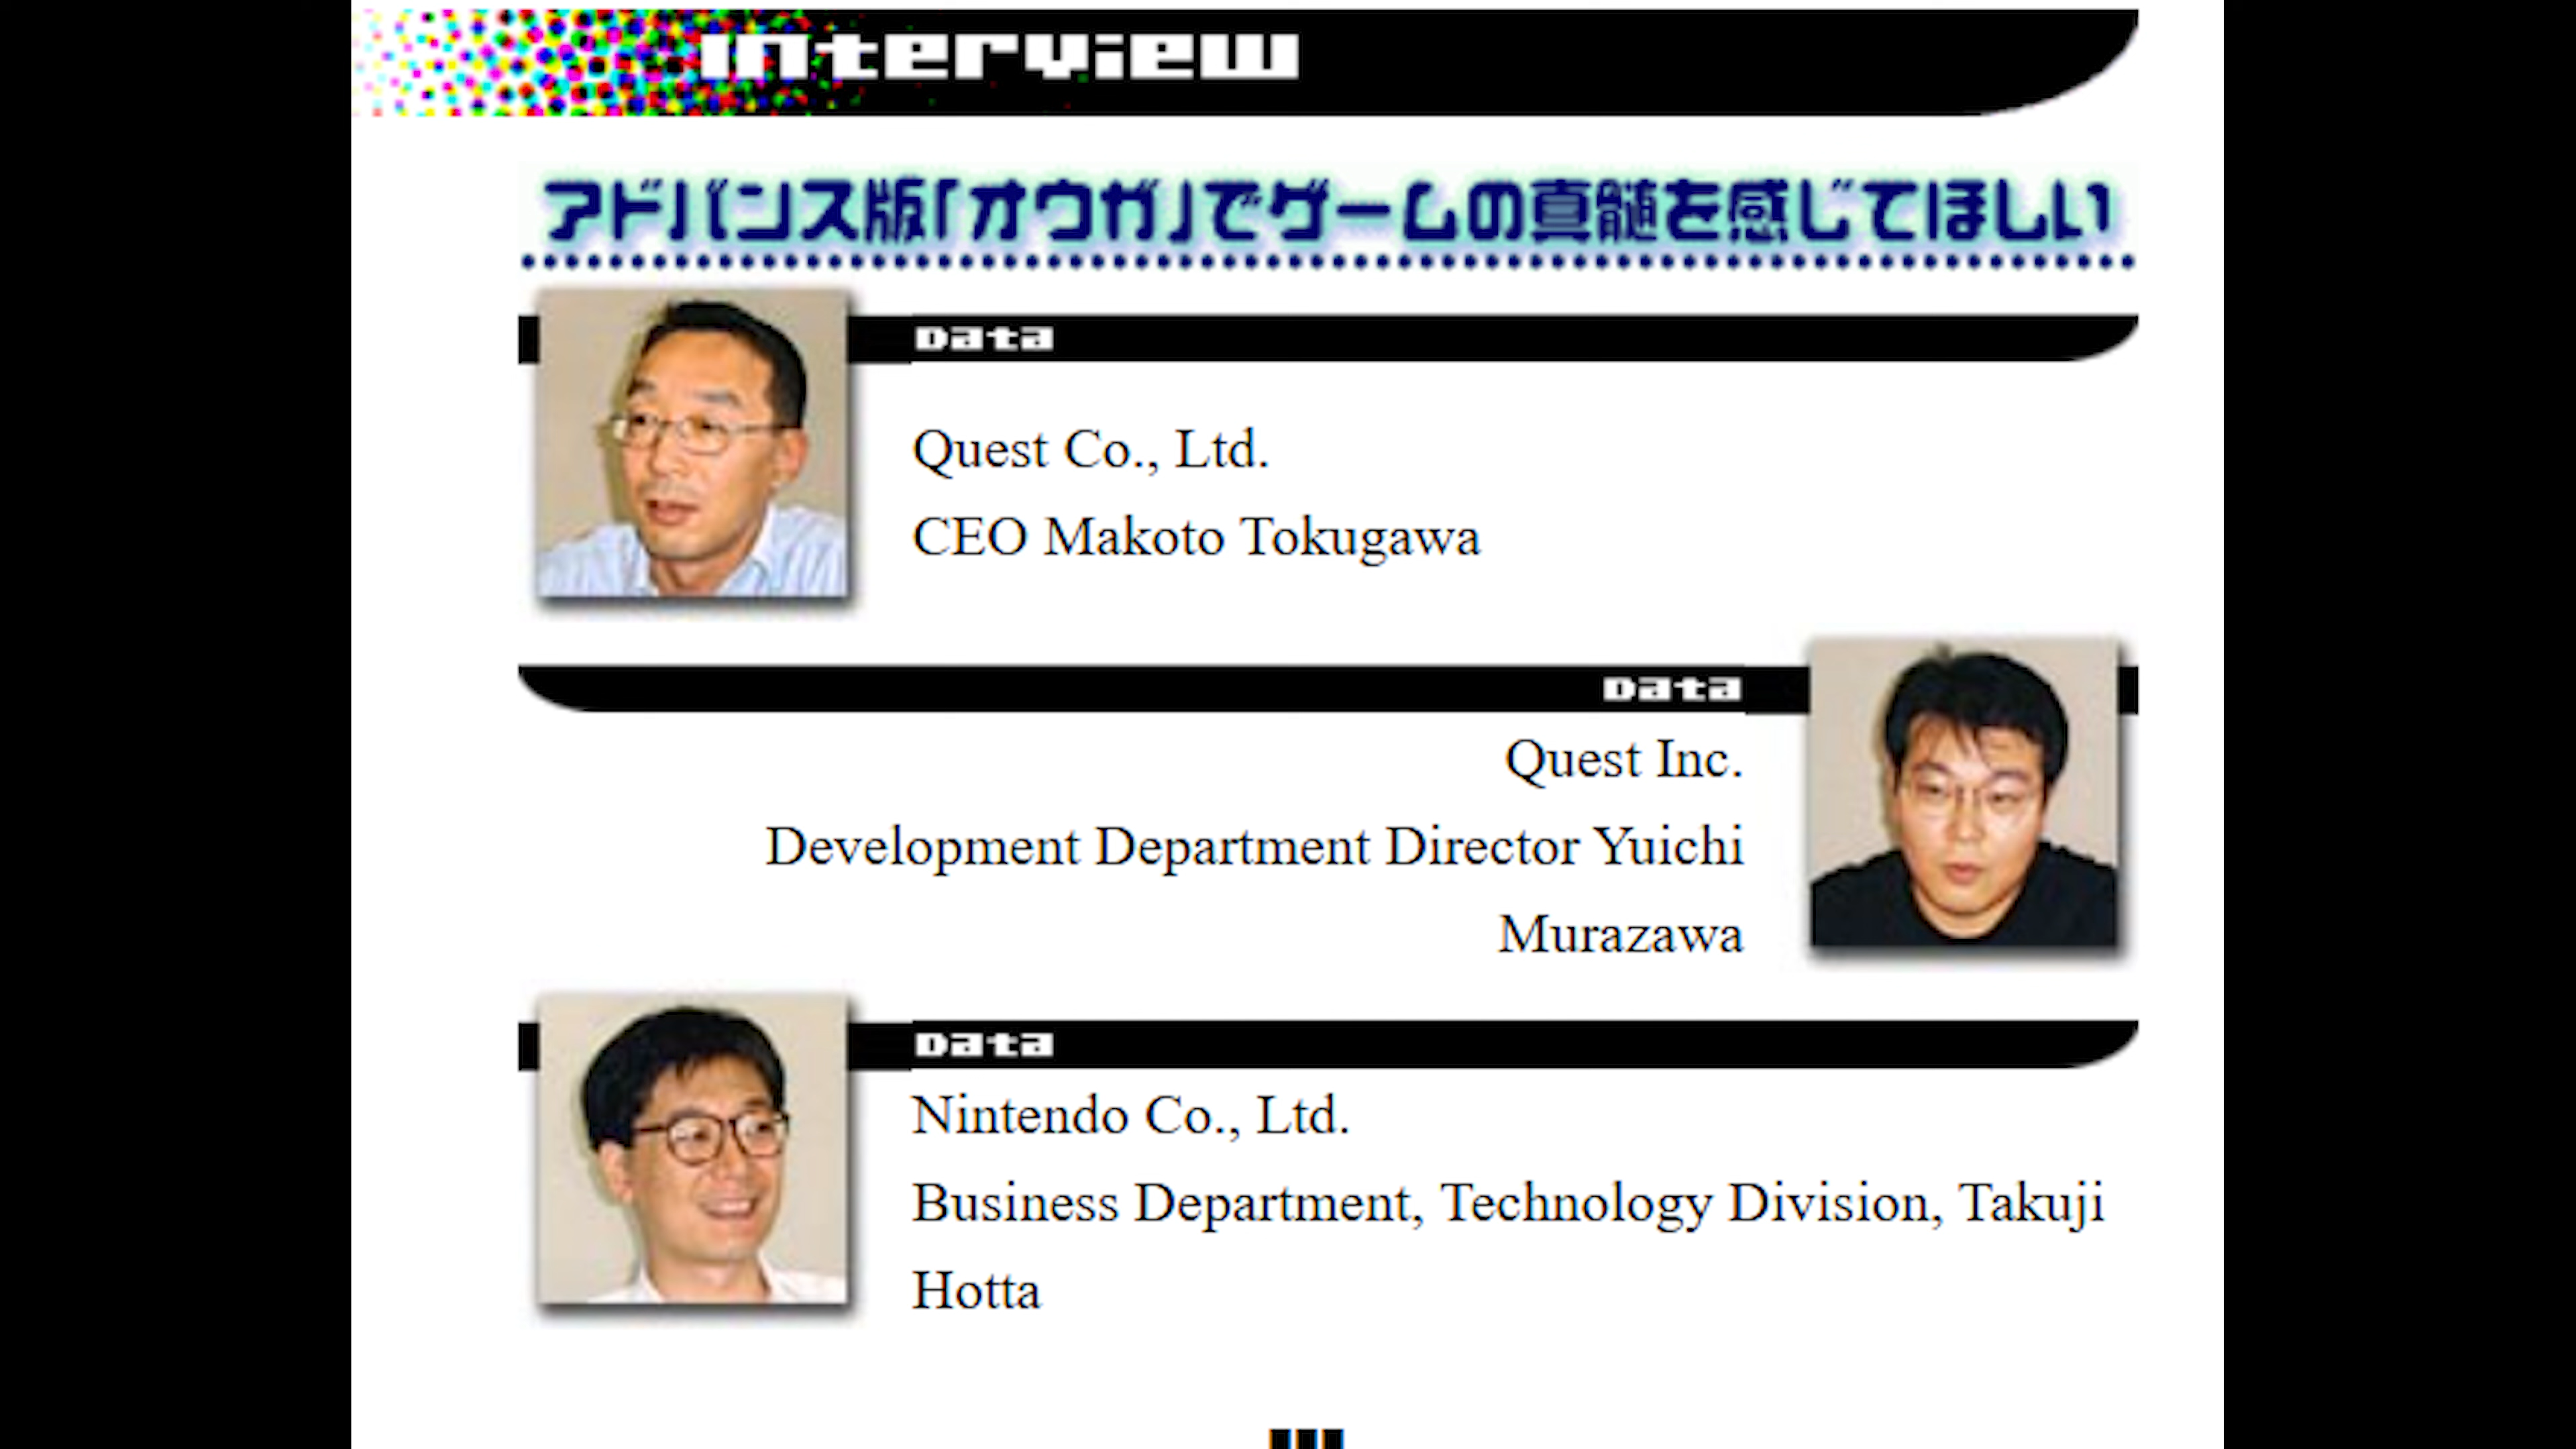 Interview
アドバンス版「オウガ」でゲームの真髄を感じてほしい
Data
Quest Co., Ltd.
CEO Makoto Tokugawa
Data
Quest Inc.
Development Department Director Yuichi
Murazawa
Data
Nintendo Co., Ltd.
Business Department, Technology Division, Takuji
Hotta